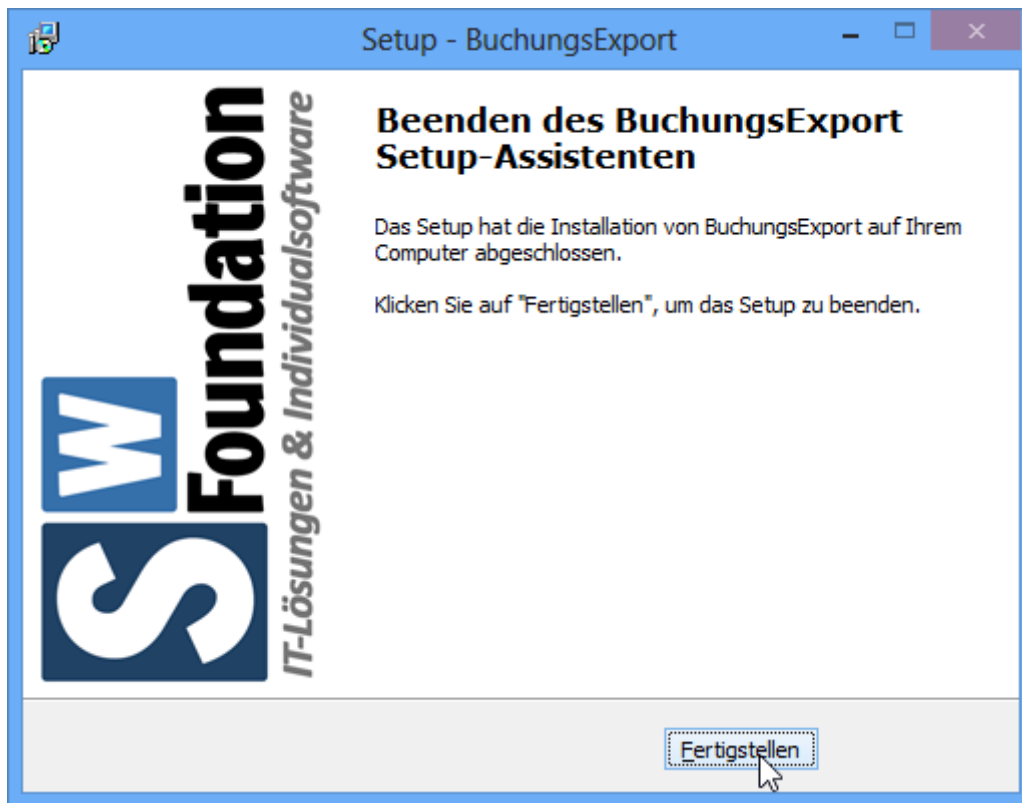 Setup - BuchungsExport
SW
Foundation
IT-Lösungen & Individualsoftware
Beenden des BuchungsExport
Setup-Assistenten
Das Setup hat die Installation von BuchungsExport auf Ihrem
Computer abgeschlossen.
Klicken Sie auf "Fertigstellen", um das Setup zu beenden.
Fertigstellen